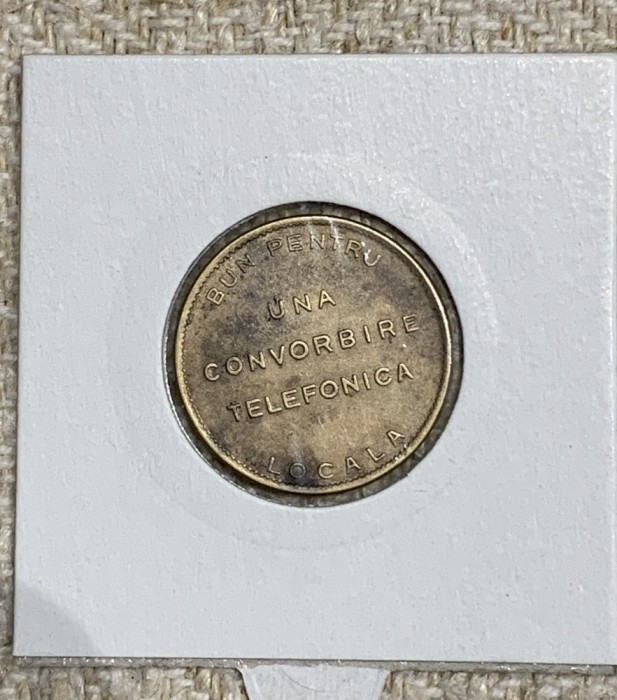 BUN PENTRU
UNA
CONVORBIRE
TELEFONICA
LOCALA